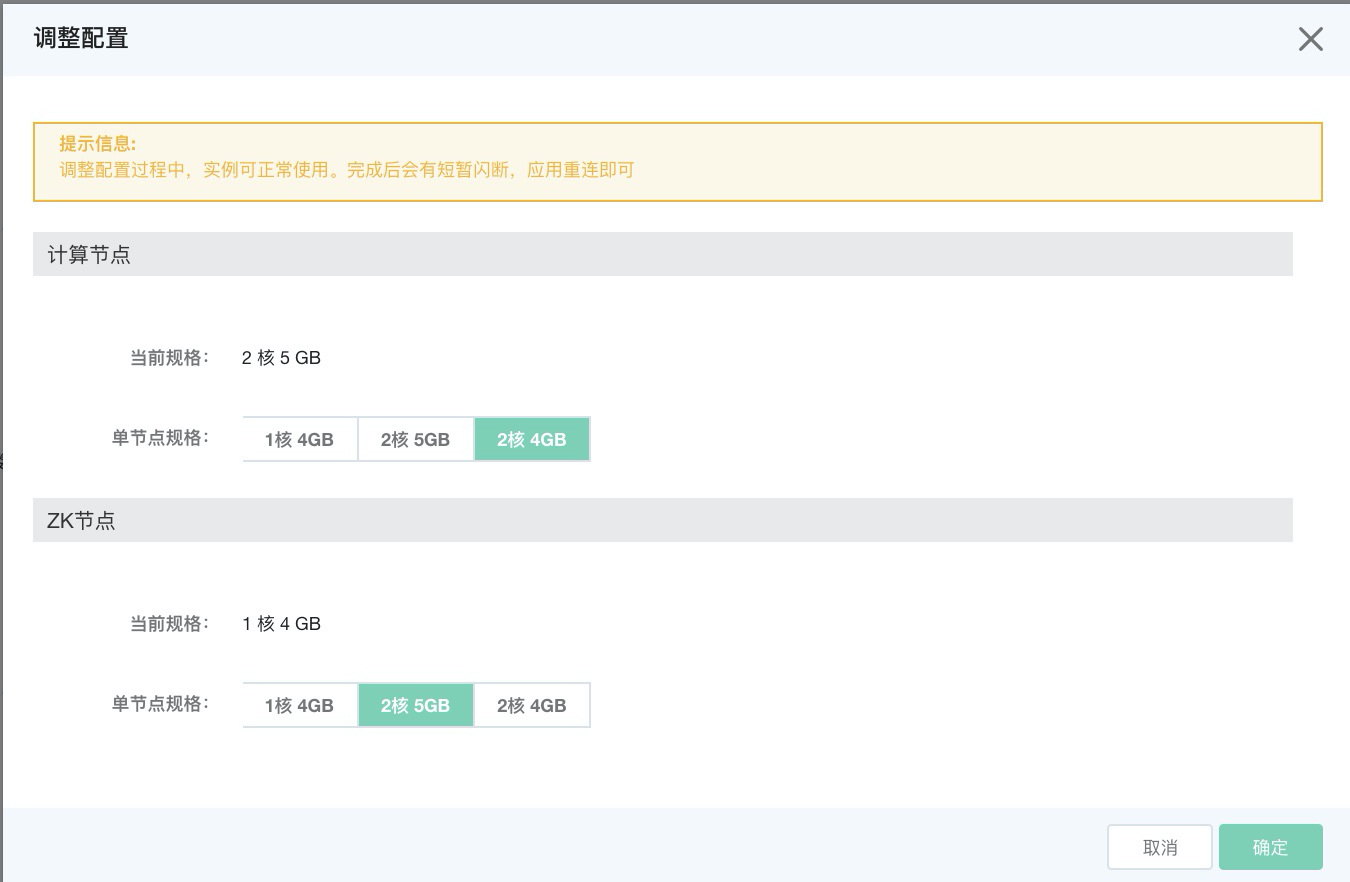 调整配置
提示信息:
调整配置过程中，实例可正常使用。完成后会有短暂闪断，应用重连即可
计算节点
当前规格： 2 核 5 GB
单节点规格： 1核 4GB 2核 5GB 2核 4GB
ZK节点
当前规格： 1 核 4 GB
单节点规格： 1核 4GB 2核 5GB 2核 4GB
取消 确定